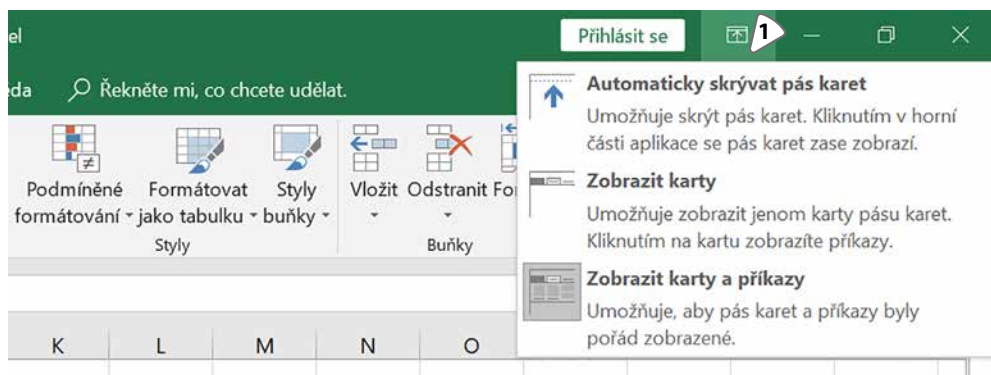 el
Přihlásit se
1
ěda
Řekněte mi, co chcete udělat.
Podmíněné formátování
Formátovat jako tabulku
Styly buňky
Vložit
Odstranit
For
Styly
Buňky
Automaticky skrývat pás karet
Umožňuje skrýt pás karet. Kliknutím v horní
části aplikace se pás karet zase zobrazí.
Zobrazit karty
Umožňuje zobrazit jenom karty pásu karet.
Kliknutím na kartu zobrazíte příkazy.
Zobrazit karty a příkazy
Umožňuje, aby pás karet a příkazy byly
pořád zobrazené.
K L M N O